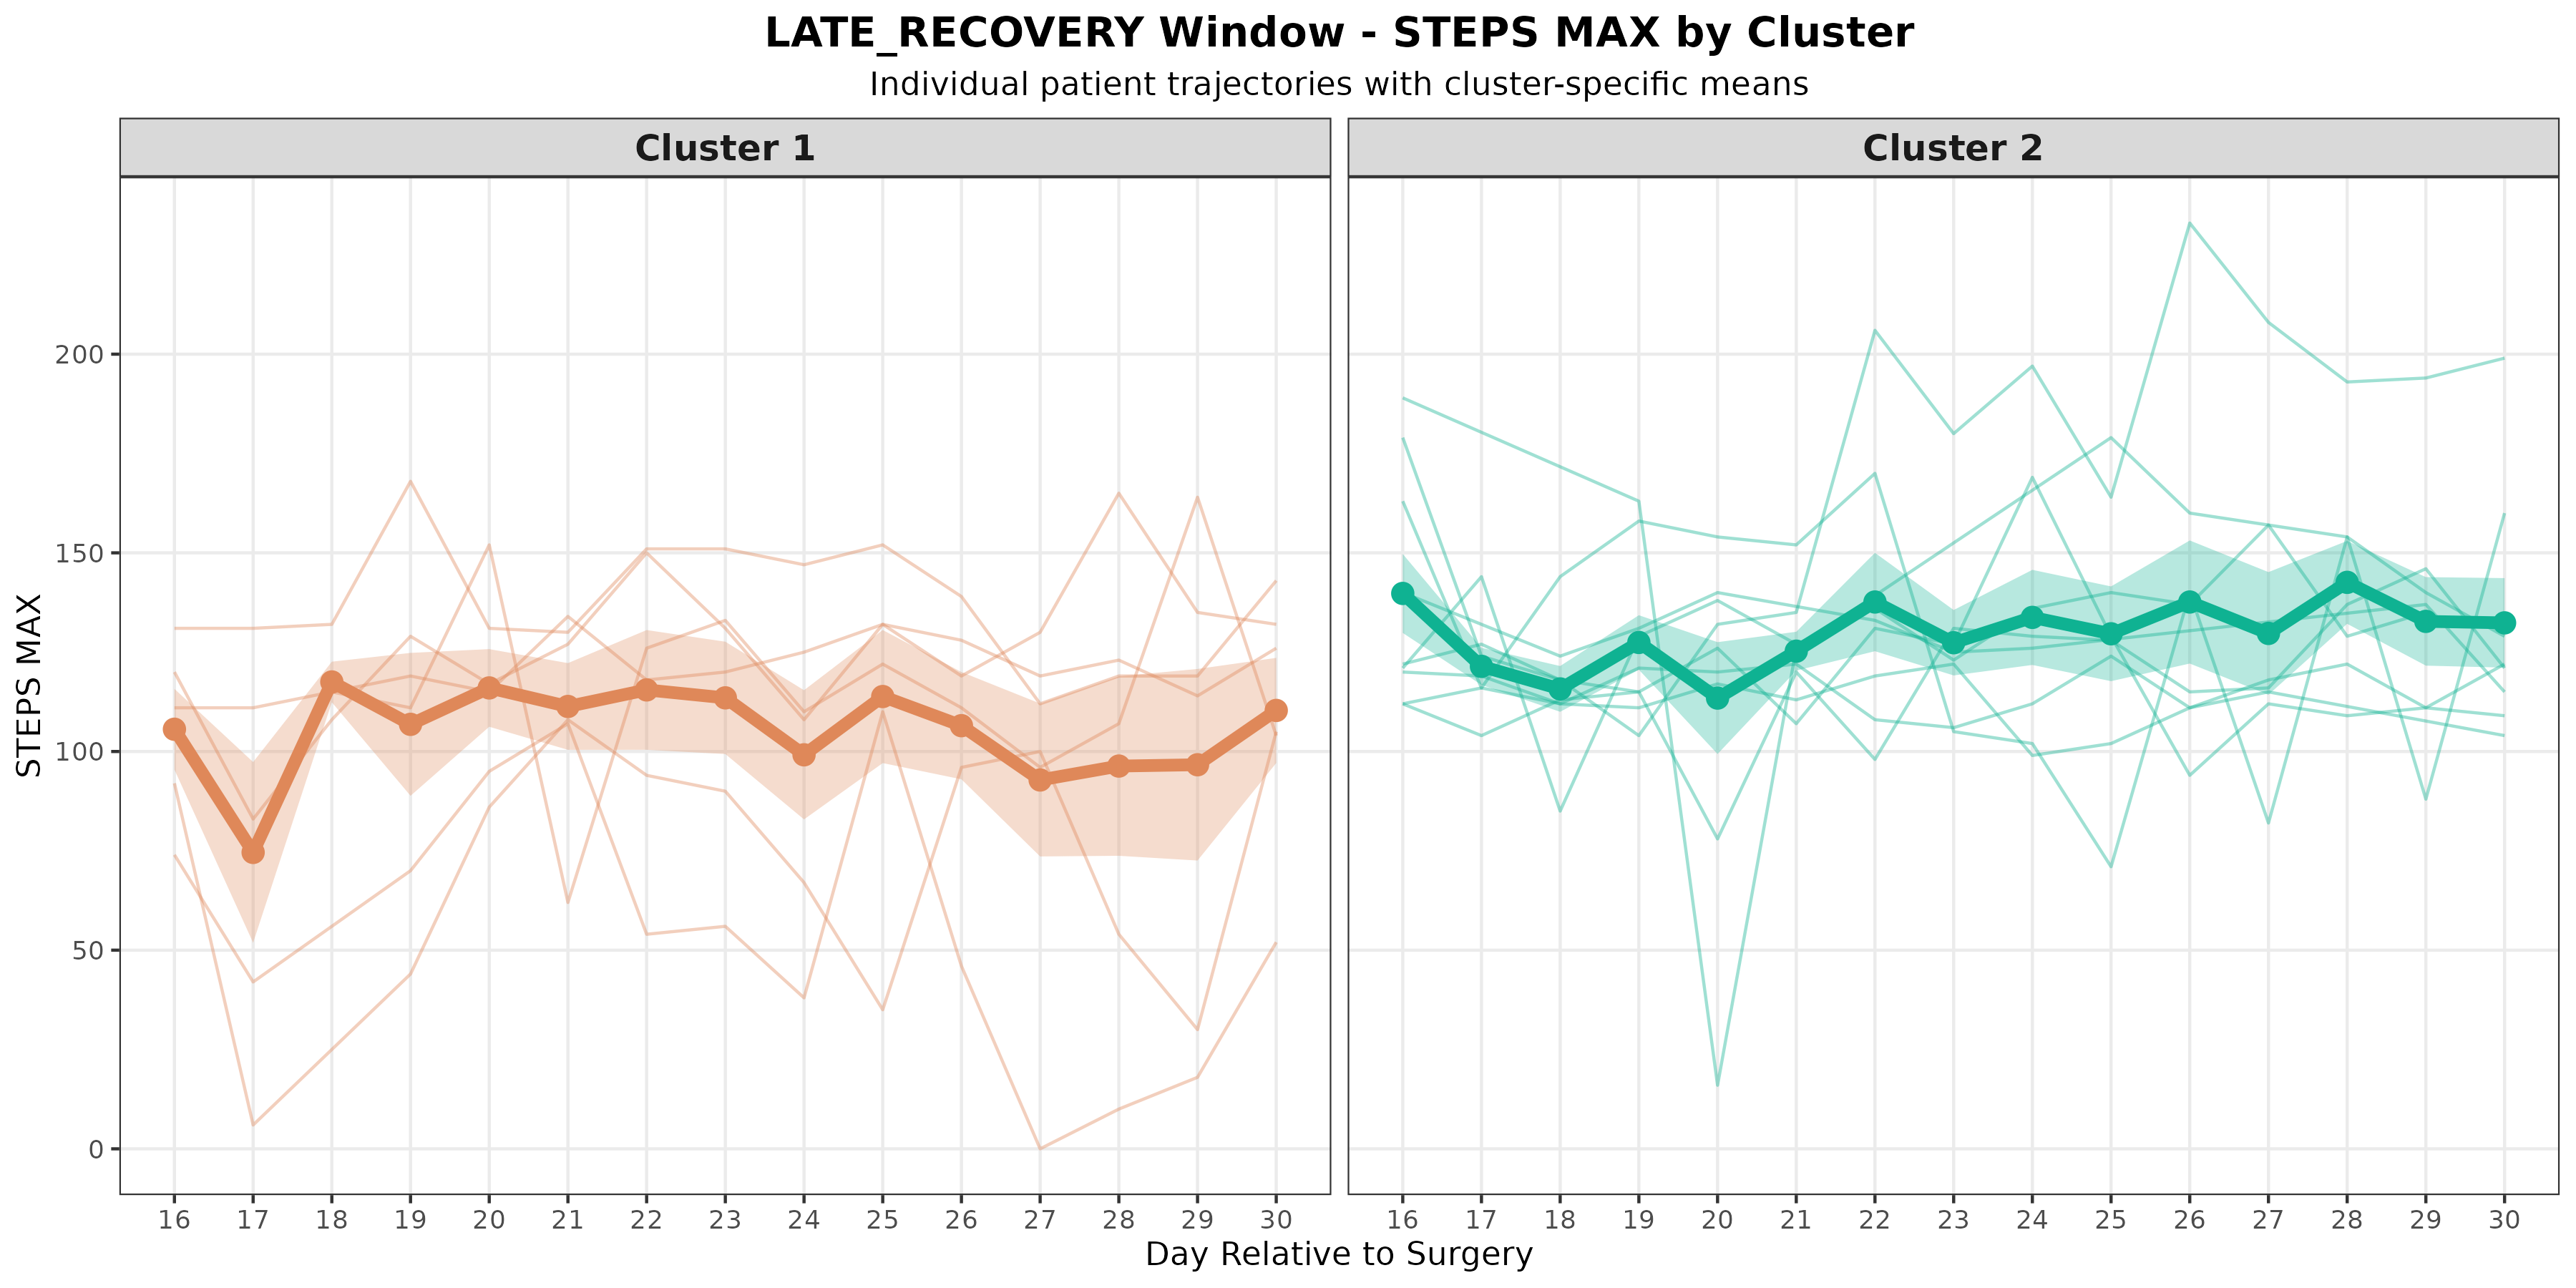 LATE_RECOVERY Window - STEPS MAX by Cluster
Individual patient trajectories with cluster-specific means
Cluster 1
Cluster 2
STEPS MAX
200
150
100
50
0
16 17 18 19 20 21 22 23 24 25 26 27 28 29 30
16 17 18 19 20 21 22 23 24 25 26 27 28 29 30
Day Relative to Surgery